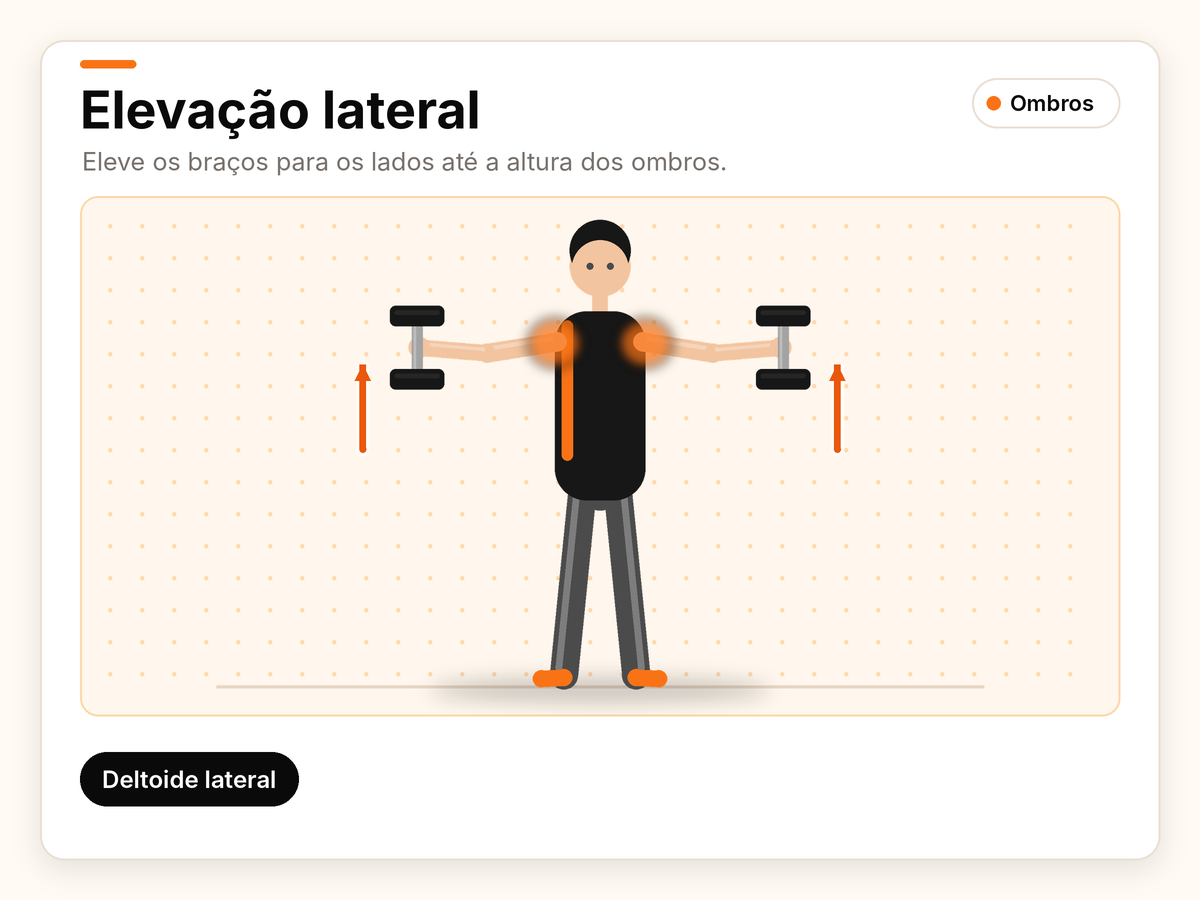 Elevação lateral
Ombros
Eleve os braços para os lados até a altura dos ombros.
Deltoide lateral